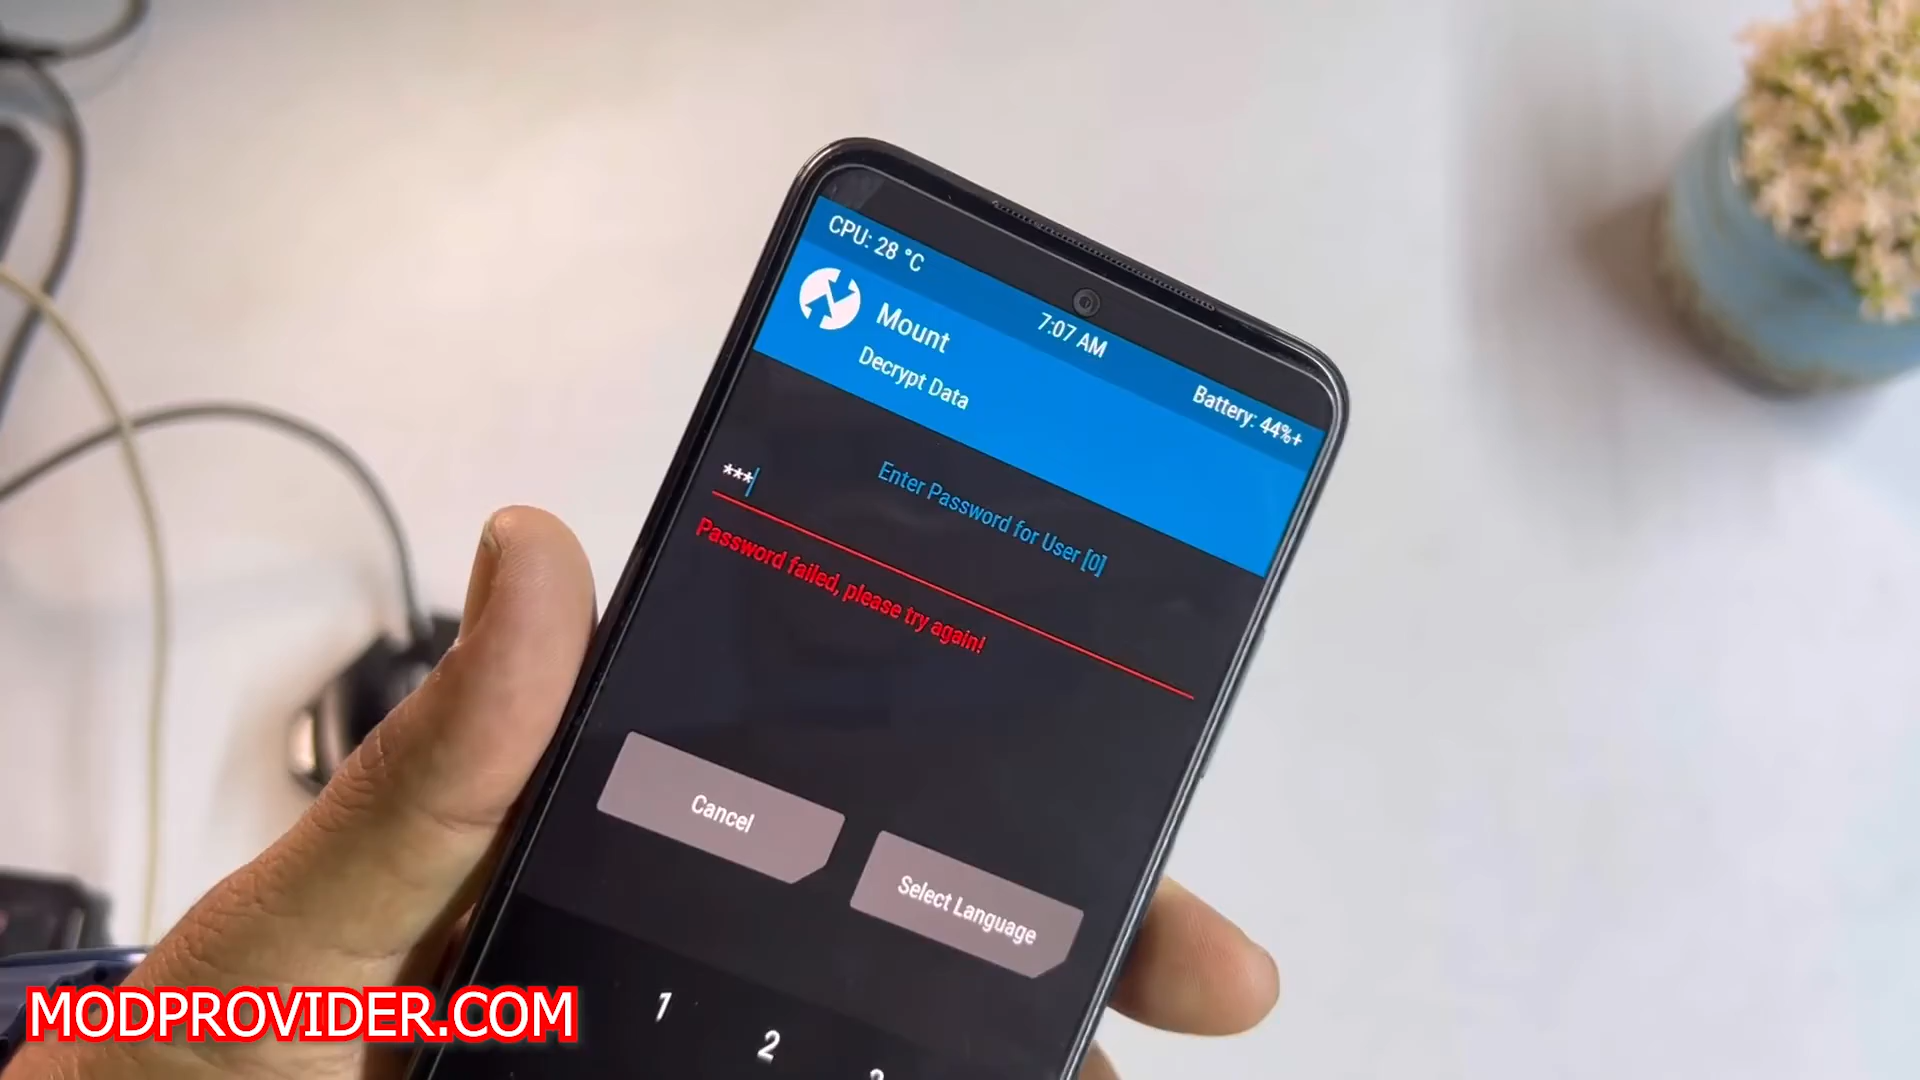 CPU: 28 °C
7:07 AM
Battery: 44%+
Mount
Decrypt Data
Enter Password for User [0]
***
Password failed, please try again!
Cancel
Select Language
1
2
MODPROVIDER.COM